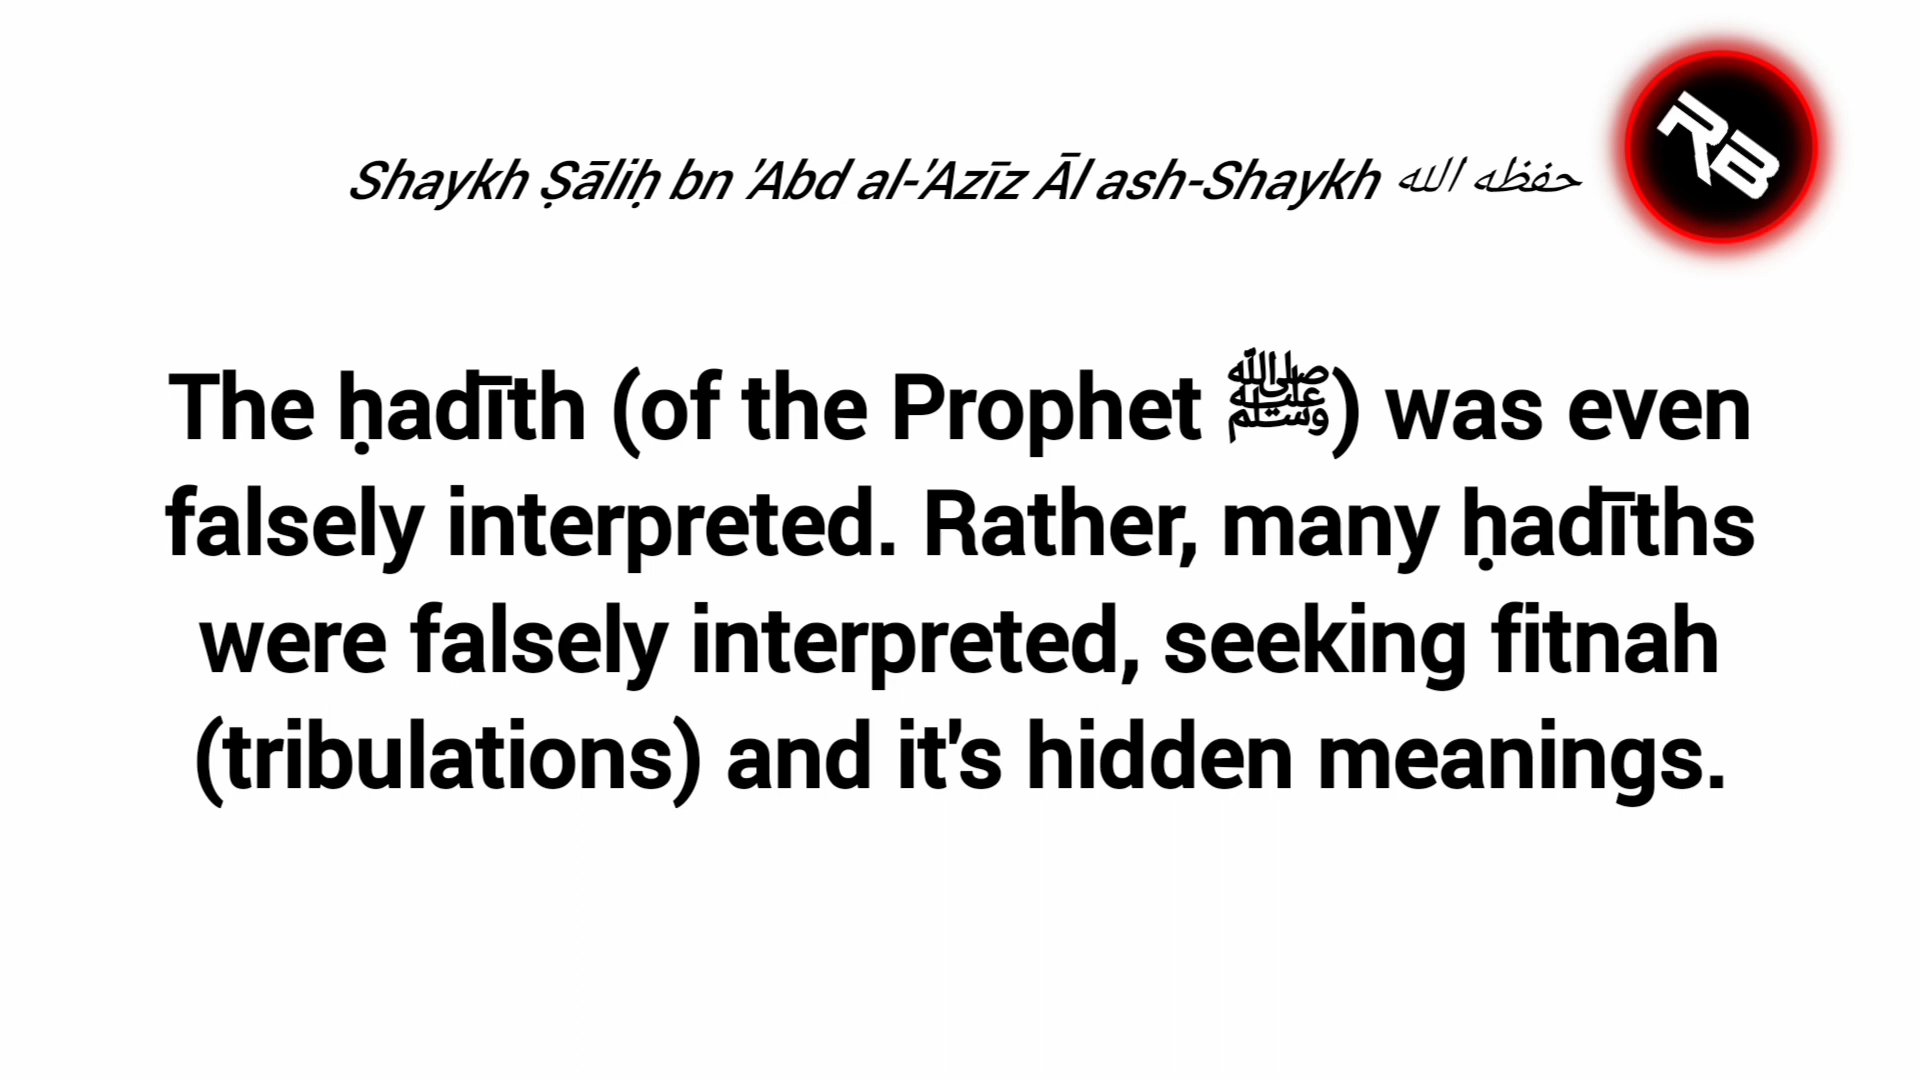 Shaykh Ṣāliḥ bn 'Abd al-'Azīz Āl ash-Shaykh حفظه الله
RB
The ḥadīth (of the Prophet ﷺ) was even
falsely interpreted. Rather, many ḥadīths
were falsely interpreted, seeking fitnah
(tribulations) and it's hidden meanings.